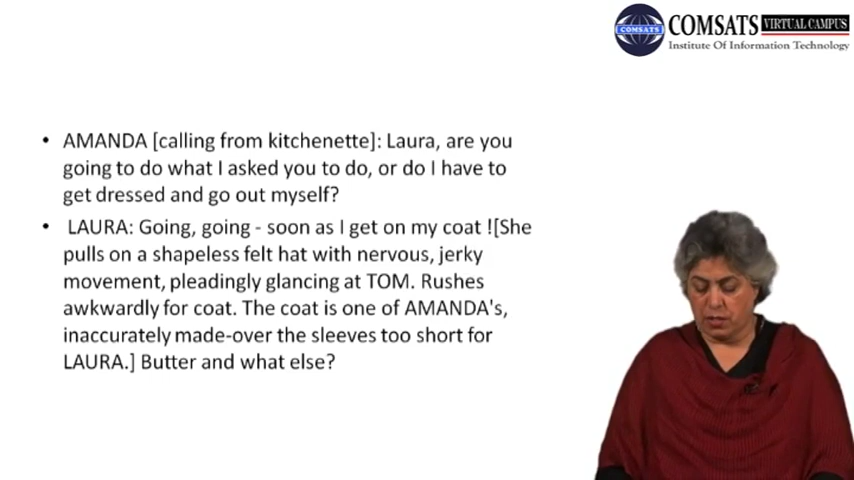 COMSATS VIRTUAL CAMPUS
COMSATS
Institute Of Information Technology
• AMANDA [calling from kitchenette]: Laura, are you
going to do what I asked you to do, or do I have to
get dressed and go out myself?
• LAURA: Going, going - soon as I get on my coat ![She
pulls on a shapeless felt hat with nervous, jerky
movement, pleadingly glancing at TOM. Rushes
awkwardly for coat. The coat is one of AMANDA's,
inaccurately made-over the sleeves too short for
LAURA.] Butter and what else?